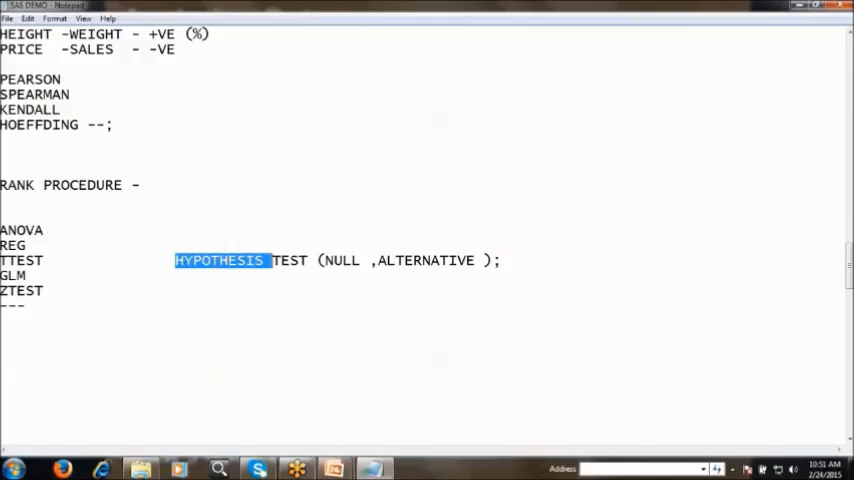 SAS DEMO - Notepad
File Edit Format View Help
HEIGHT -WEIGHT - +VE (%)
PRICE -SALES - -VE
PEARSON
SPEARMAN
KENDALL
HOEFFDING --;
RANK PROCEDURE -
ANOVA
REG
TTEST HYPOTHESIS TEST (NULL ,ALTERNATIVE );
GLM
ZTEST
---
Address
10:51 AM
2/24/2015